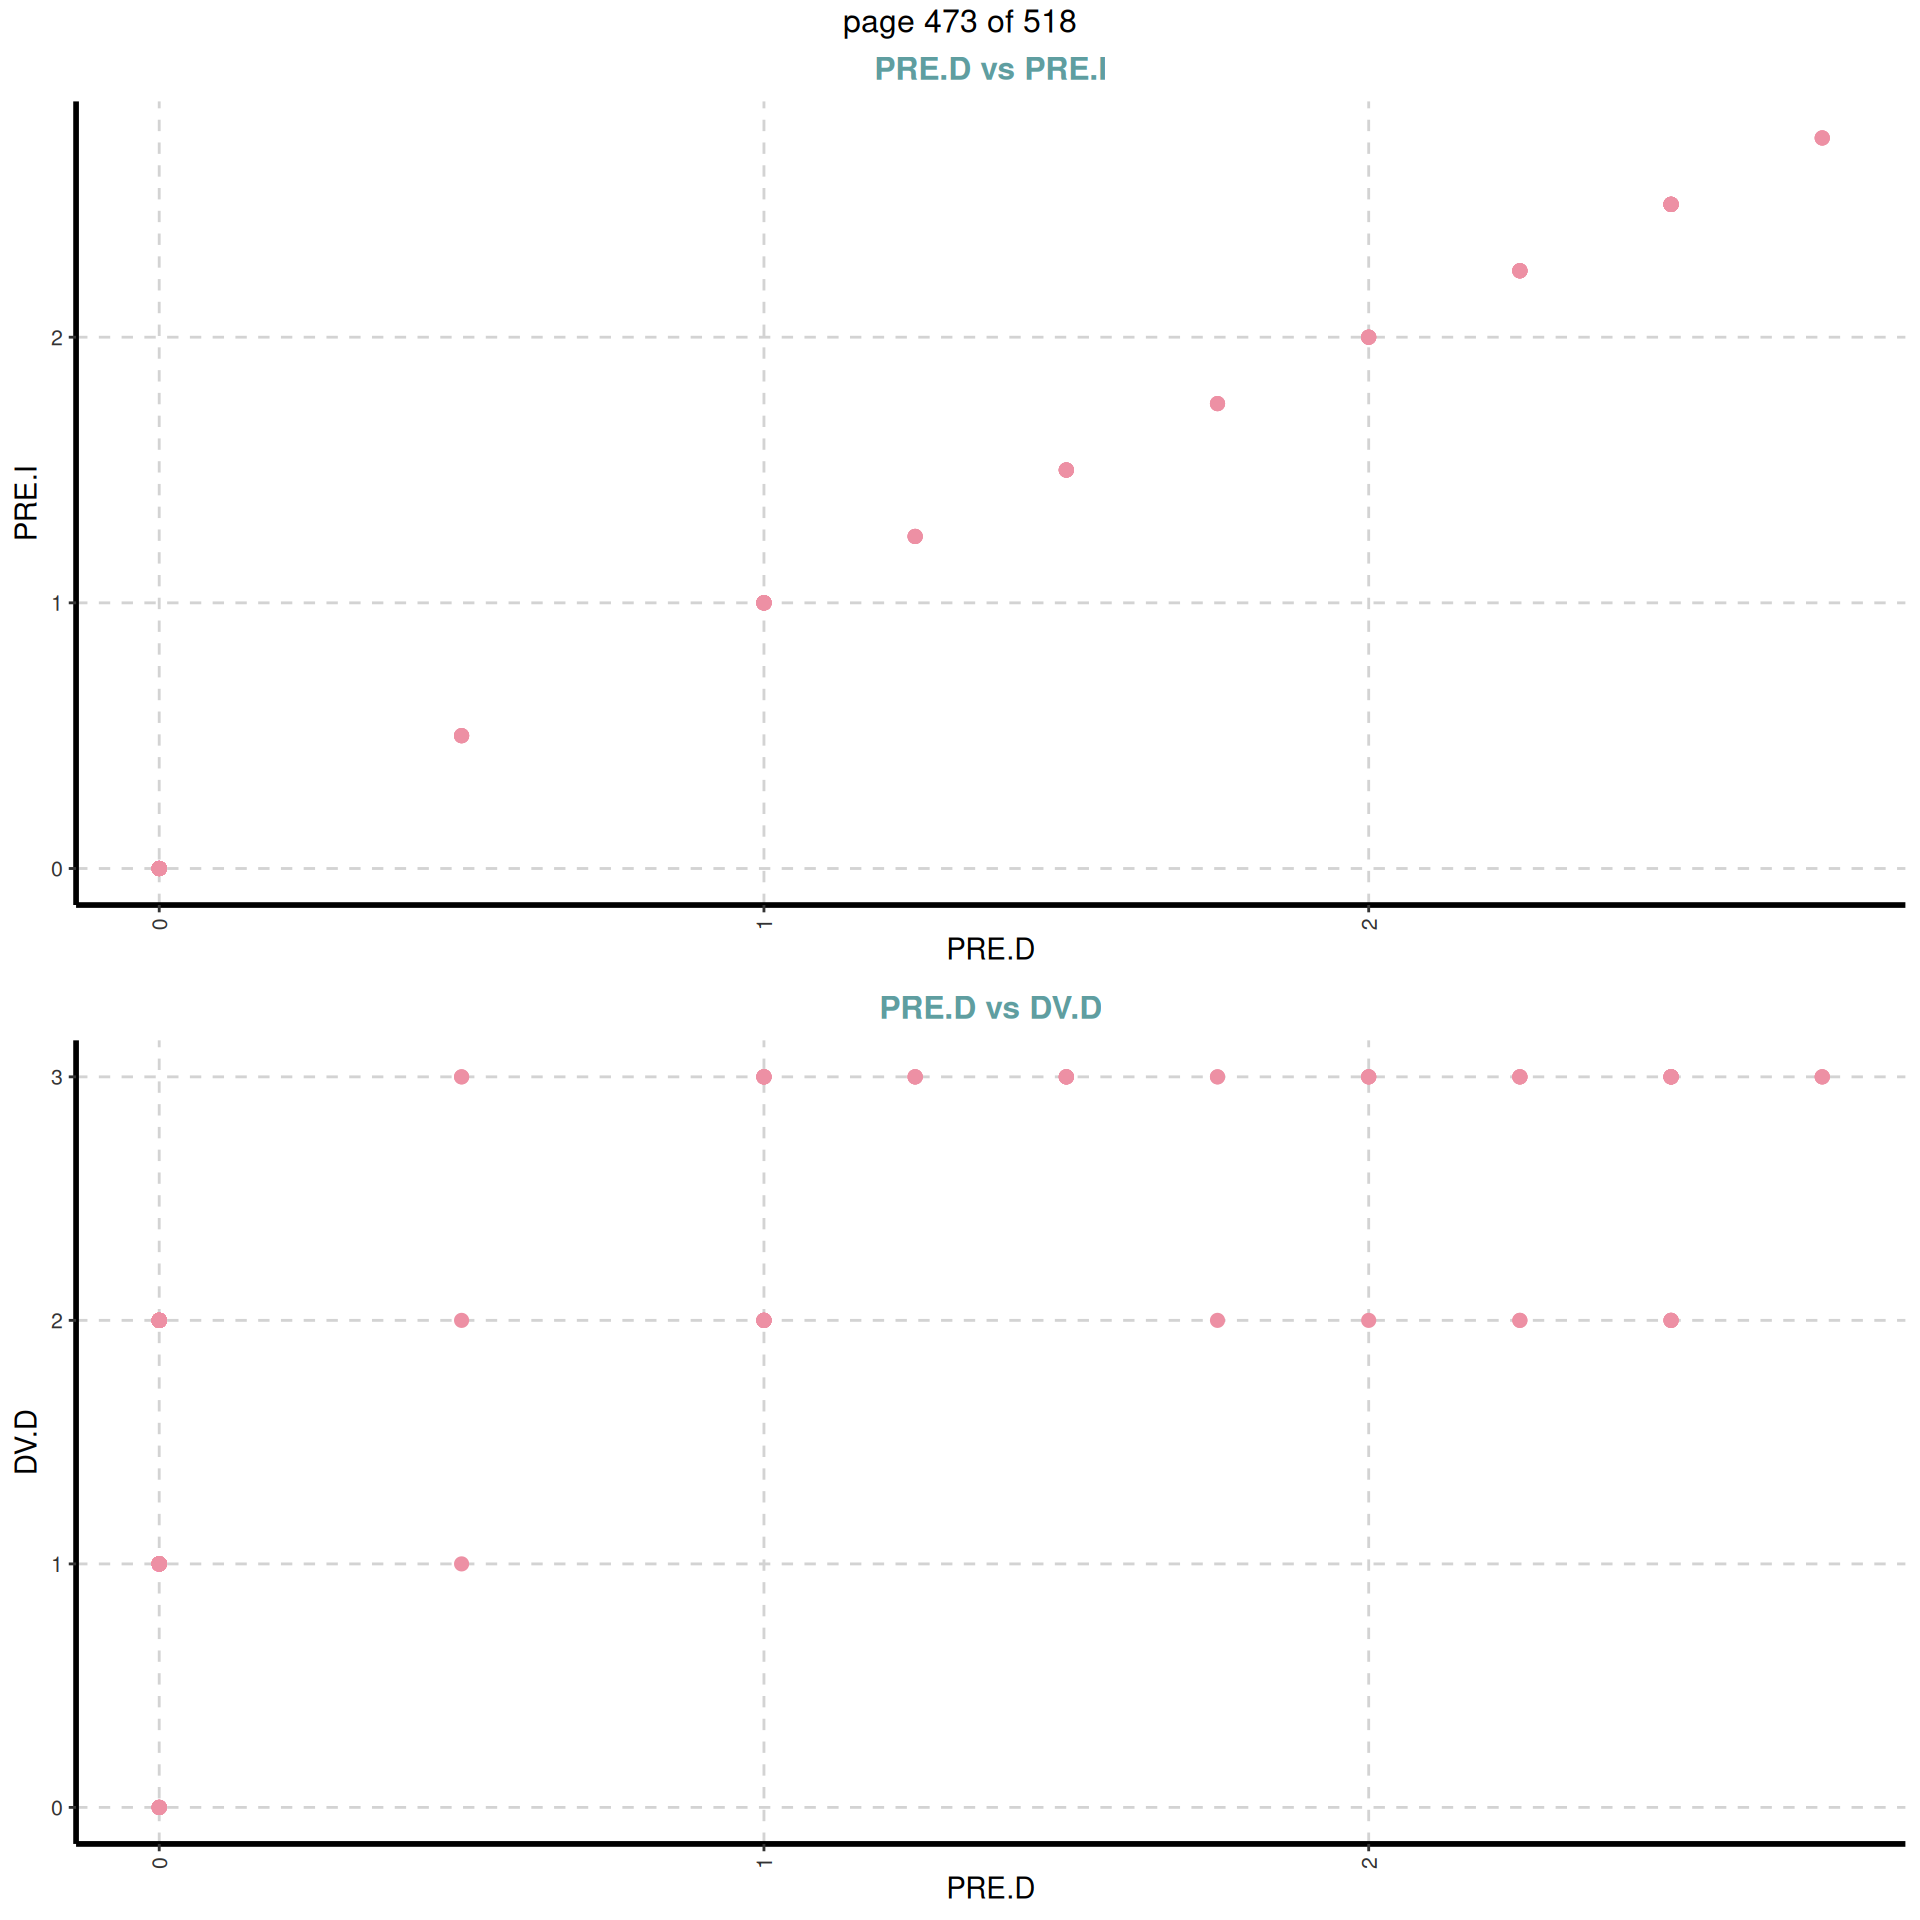 page 473 of 518
PRE.D vs PRE.I
PRE.I
2
1
0
0 1 2
PRE.D
PRE.D vs DV.D
DV.D
3
2
1
0
0 1 2
PRE.D